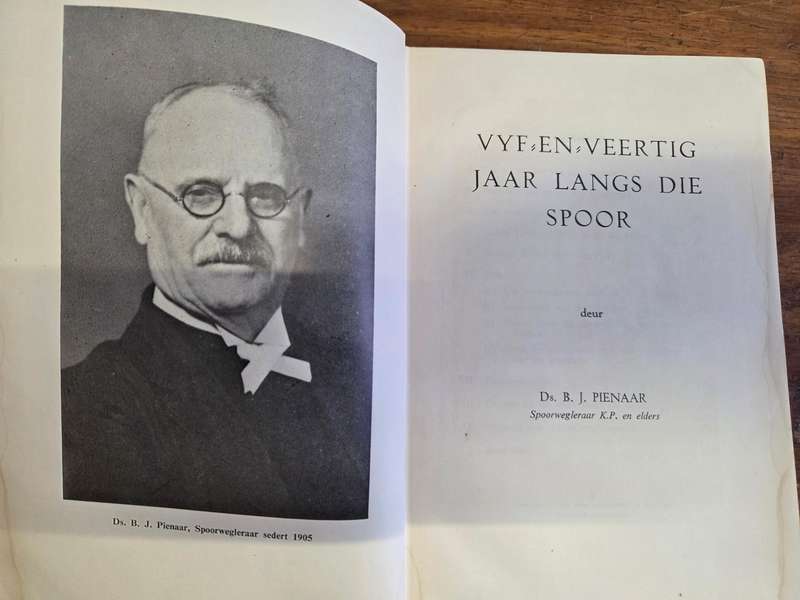 Ds. B. J. Pienaar, Spoorwegleraar sedert 1905
VYF-EN-VEERTIG
JAAR LANGS DIE
SPOOR
deur
Ds. B. J. PIENAAR
Spoorwegleraar K.P. en elders